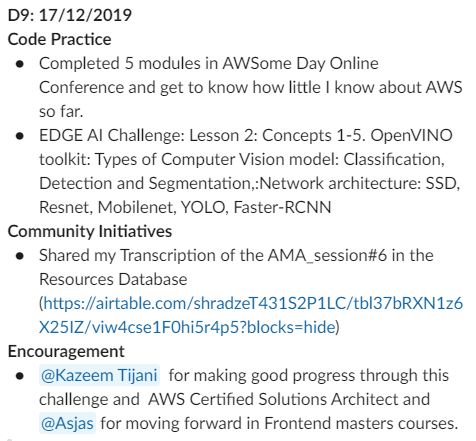 D9: 17/12/2019
Code Practice
● Completed 5 modules in AWSome Day Online
Conference and get to know how little I know about AWS
so far.
● EDGE AI Challenge: Lesson 2: Concepts 1-5. OpenVINO
toolkit: Types of Computer Vision model: Classification,
Detection and Segmentation,:Network architecture: SSD,
Resnet, Mobilenet, YOLO, Faster-RCNN
Community Initiatives
● Shared my Transcription of the AMA_session#6 in the
Resources Database
(https://airtable.com/shradzeT431S2P1LC/tbl37bRXN1z6
X25IZ/viw4cse1F0hi5r4p5?blocks=hide)
Encouragement
● @Kazeem Tijani for making good progress through this
challenge and AWS Certified Solutions Architect and
@Asjas for moving forward in Frontend masters courses.